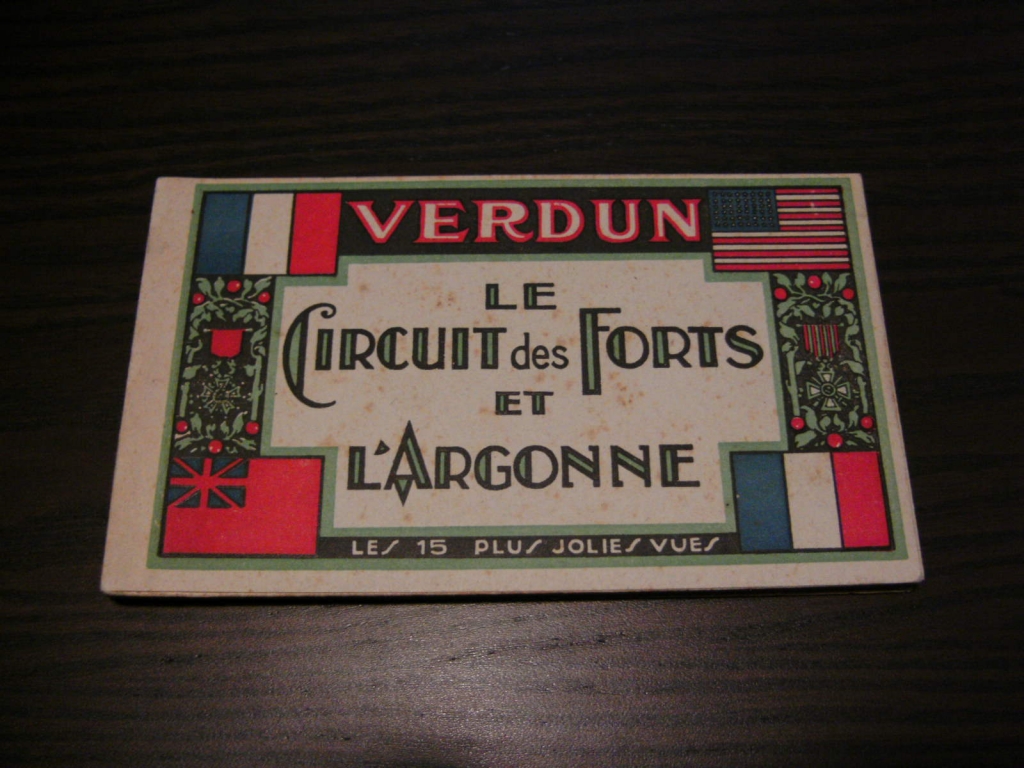 VERDUN
LE
CIRCUIT des FORTS
ET
L'ARGONNE
LES 15 PLUS JOLIES VUES